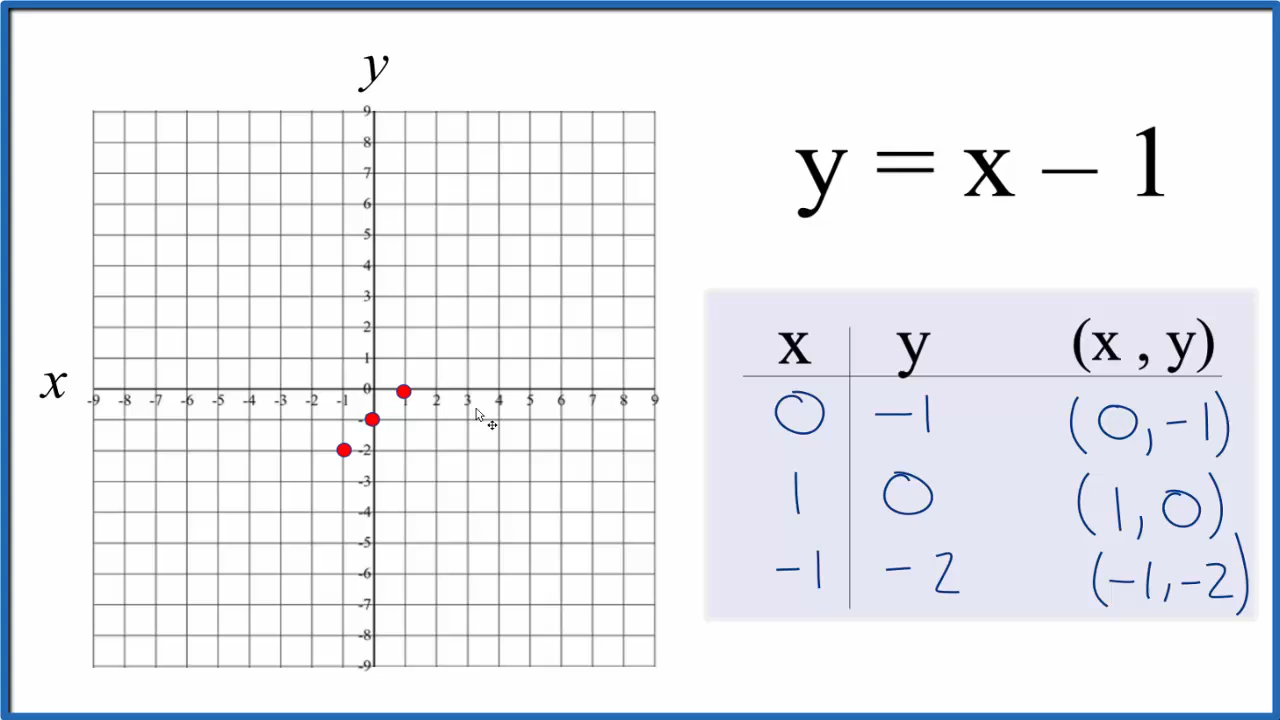 y
9
8
7
6
5
4
3
2
1
0
x
-9 -8 -7 -6 -5 -4 -3 -2 -1 1 2 3 4 5 6 7 8 9
-2
-3
-4
-5
-6
-7
-8
-9
y = x – 1
x y (x , y)
0 -1 (0, -1)
1 0 (1, 0)
-1 -2 (-1, -2)